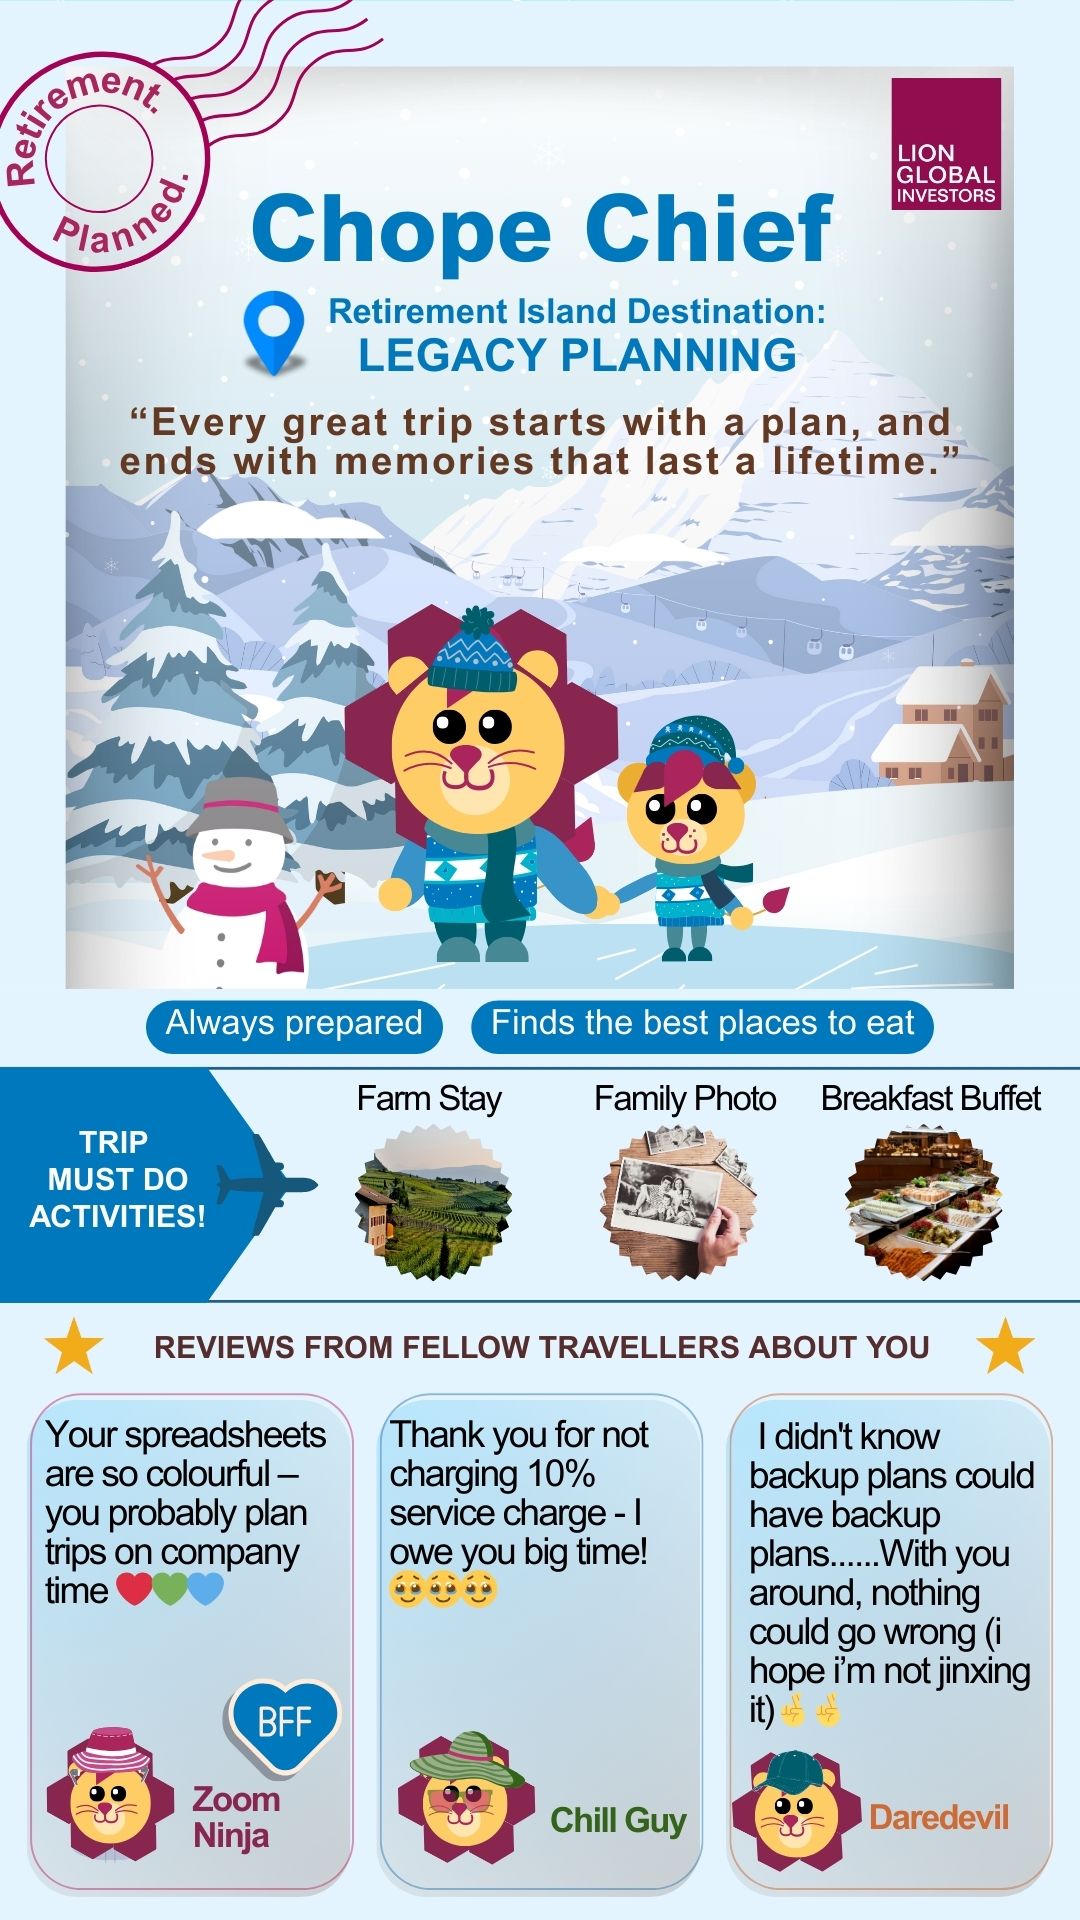 Retirement.
Planned.
LION
GLOBAL
INVESTORS
Chope Chief
Retirement Island Destination:
LEGACY PLANNING
“Every great trip starts with a plan, and
ends with memories that last a lifetime.”
Always prepared
Finds the best places to eat
TRIP
MUST DO
ACTIVITIES!
Farm Stay
Family Photo
Breakfast Buffet
REVIEWS FROM FELLOW TRAVELLERS ABOUT YOU
Your spreadsheets
are so colourful –
you probably plan
trips on company
time ❤️💚💙
BFF
Zoom
Ninja
Thank you for not
charging 10%
service charge - I
owe you big time!
🥹🥹🥹
Chill Guy
I didn't know
backup plans could
have backup
plans......With you
around, nothing
could go wrong (i
hope i’m not jinxing
it)🤞🤞
Daredevil